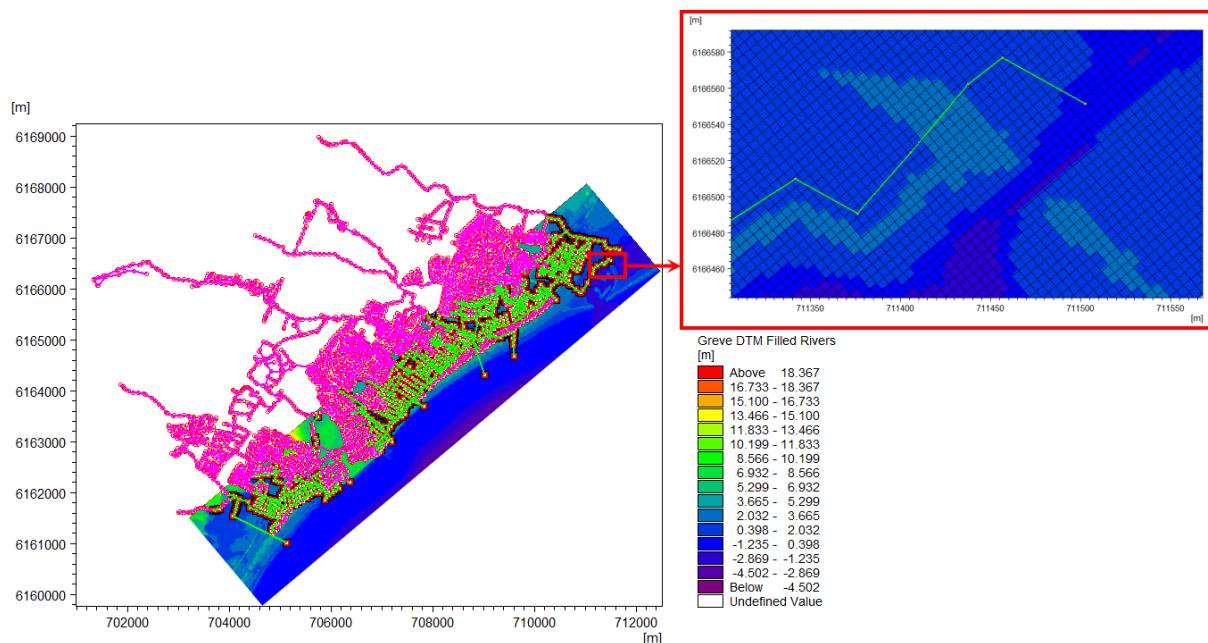 [m]
6166580
6166560
6166540
6166520
6166500
6166480
6166460
711350
711400
711450
711500
711550
[m]
[m]
6169000
6168000
6167000
6166000
6165000
6164000
6163000
6162000
6161000
6160000
702000
704000
706000
708000
710000
712000
[m]
Greve DTM Filled Rivers
[m]
Above 18.367
16.733 - 18.367
15.100 - 16.733
13.466 - 15.100
11.833 - 13.466
10.199 - 11.833
8.566 - 10.199
6.932 - 8.566
5.299 - 6.932
3.665 - 5.299
2.032 - 3.665
0.398 - 2.032
-1.235 - 0.398
-2.869 - -1.235
-4.502 - -2.869
Below -4.502
Undefined Value